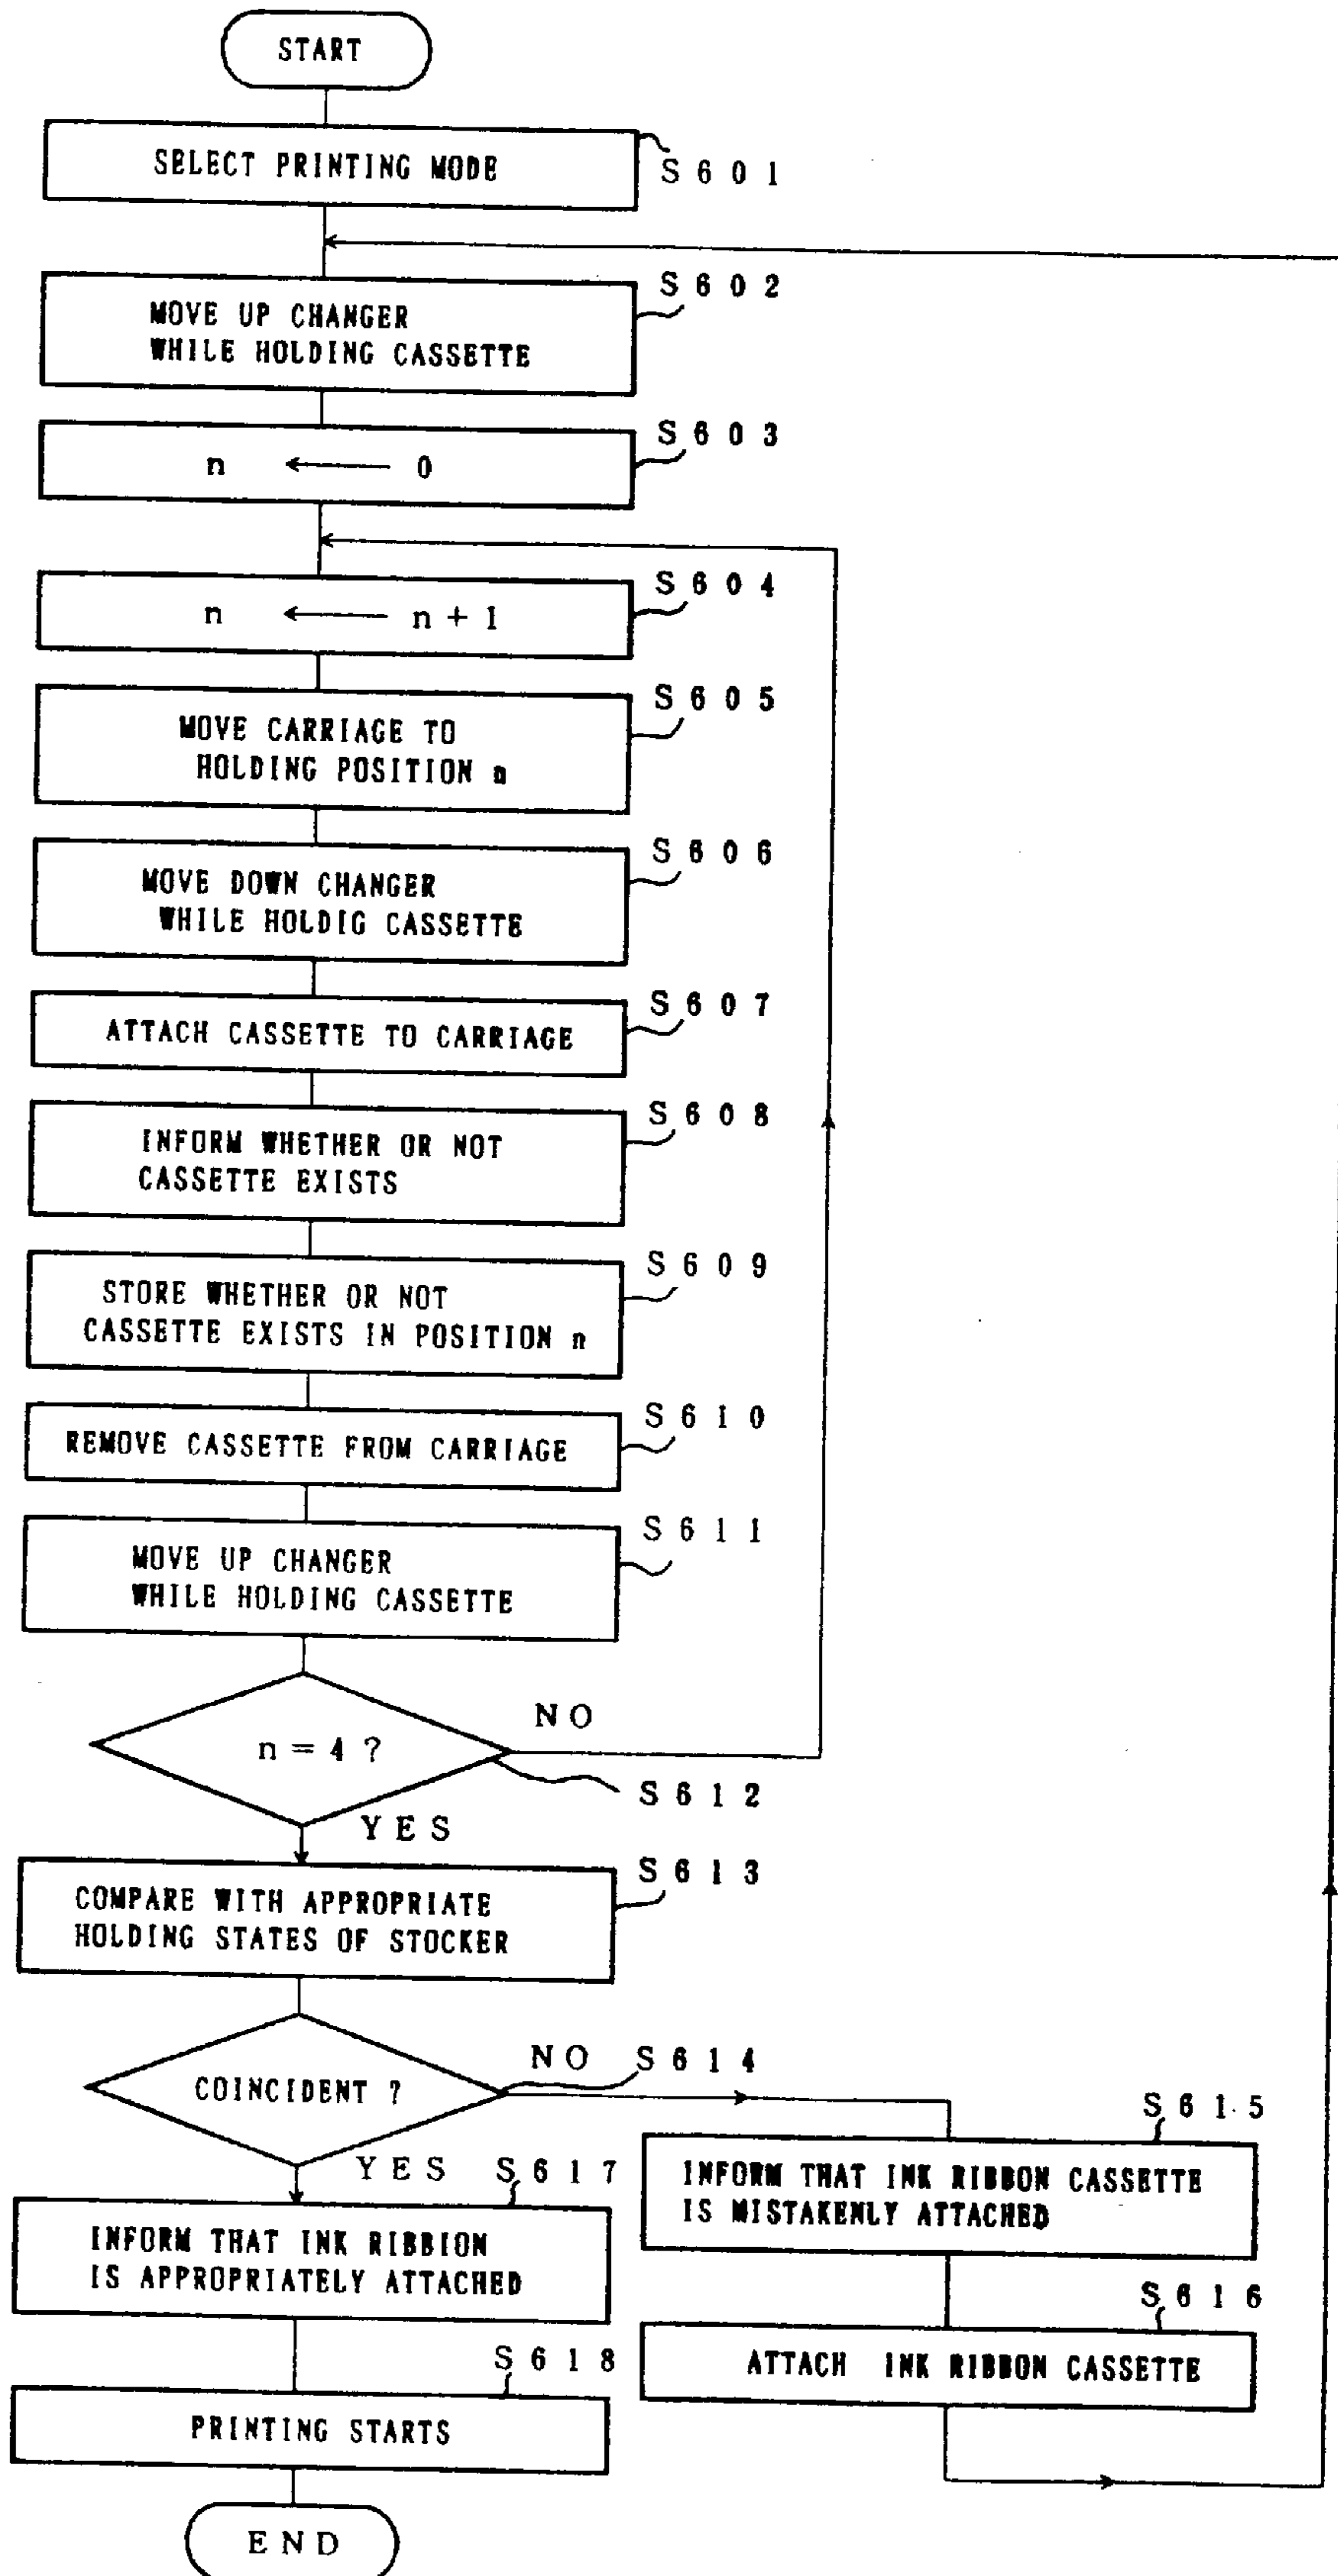 START
SELECT PRINTING MODE
S601
S602
MOVE UP CHANGER
WHILE HOLDING CASSETTE
S603
n ← 0
S604
n ← n+1
S605
MOVE CARRIAGE TO
HOLDING POSITION n
S606
MOVE DOWN CHANGER
WHILE HOLDIG CASSETTE
S607
ATTACH CASSETTE TO CARRIAGE
S608
INFORM WHETHER OR NOT
CASSETTE EXISTS
S609
STORE WHETHER OR NOT
CASSETTE EXISTS IN POSITION n
S610
REMOVE CASSETTE FROM CARRIAGE
S611
MOVE UP CHANGER
WHILE HOLDING CASSETTE
n=4?
NO
S612
YES
S613
COMPARE WITH APPROPRIATE
HOLDING STATES OF STOCKER
COINCIDENT ?
NO S614
YES S617
INFORM THAT INK RIBBION
IS APPROPRIATELY ATTACHED
S615
INFORM THAT INK RIBBON CASSETTE
IS MISTAKENLY ATTACHED
S616
ATTACH INK RIBBON CASSETTE
S618
PRINTING STARTS
END